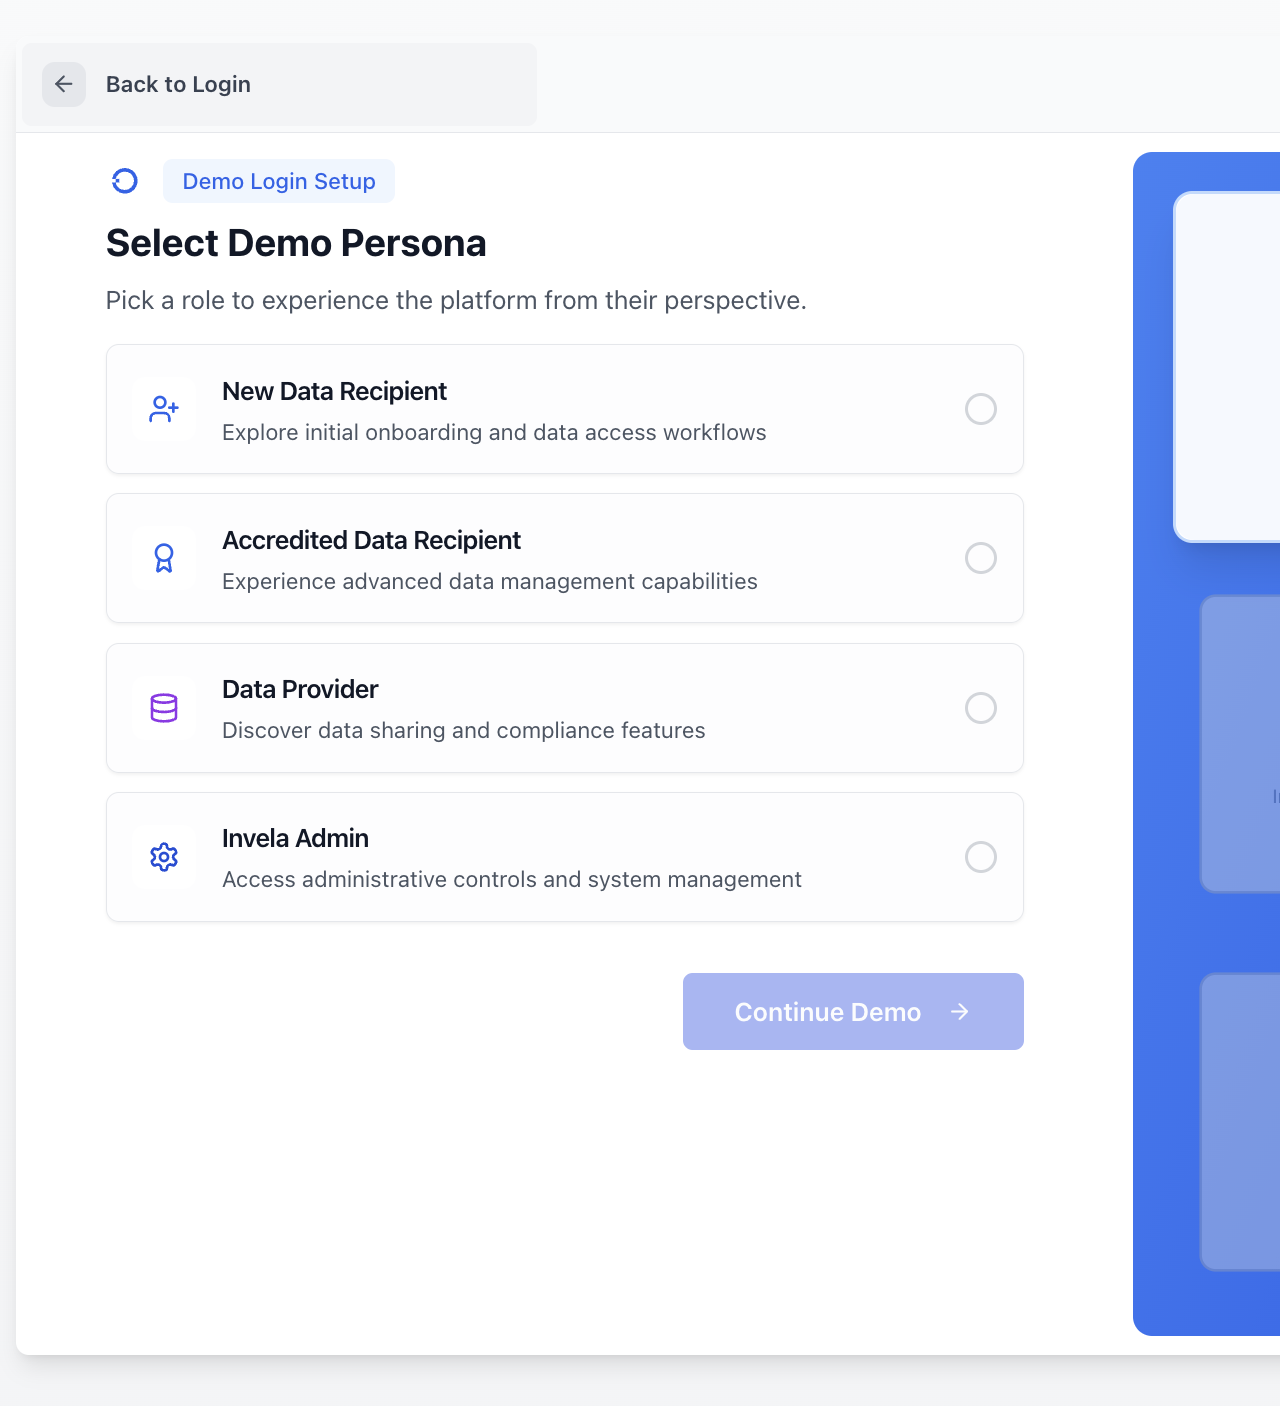 Back to Login
Demo Login Setup
Select Demo Persona
Pick a role to experience the platform from their perspective.
New Data Recipient
Explore initial onboarding and data access workflows
Accredited Data Recipient
Experience advanced data management capabilities
Data Provider
Discover data sharing and compliance features
Invela Admin
Access administrative controls and system management
Continue Demo